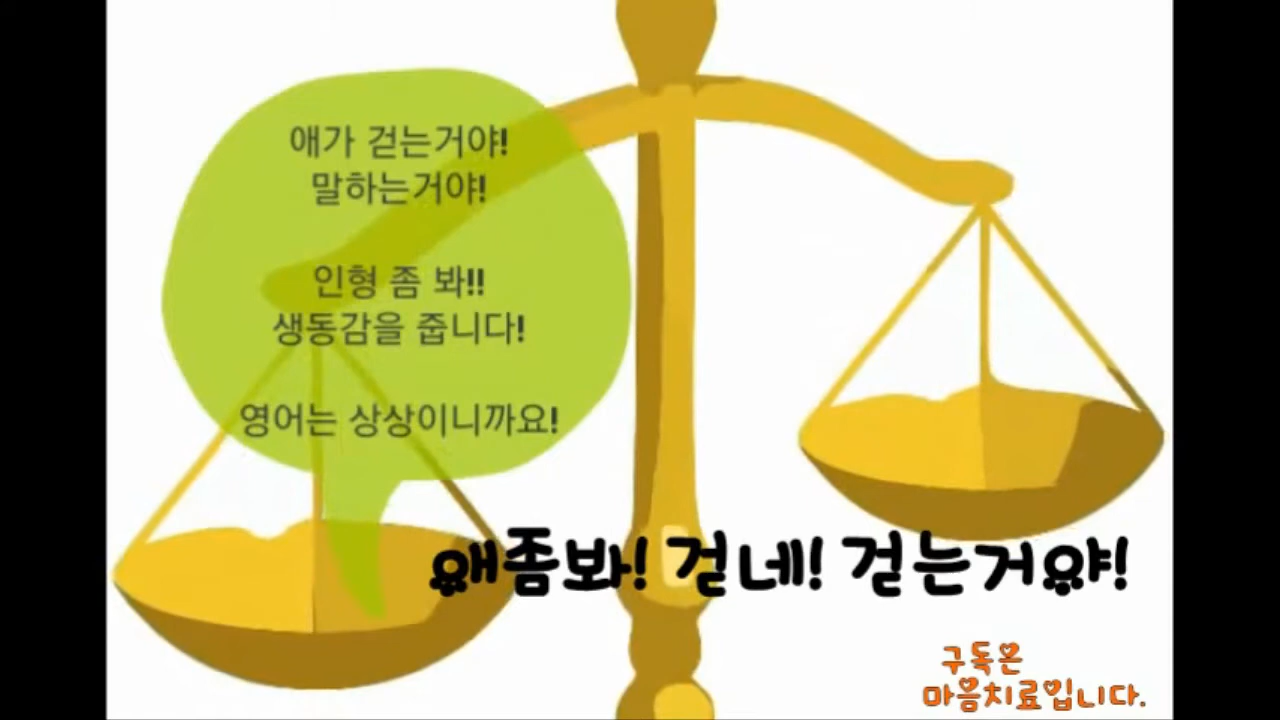 애가 걷는거야!
말하는거야!
인형 좀 봐!!
생동감을 줍니다!
영어는 상상이니까요!
애좀봐! 걷네! 걷는거야!
구독은
마음치료입니다.